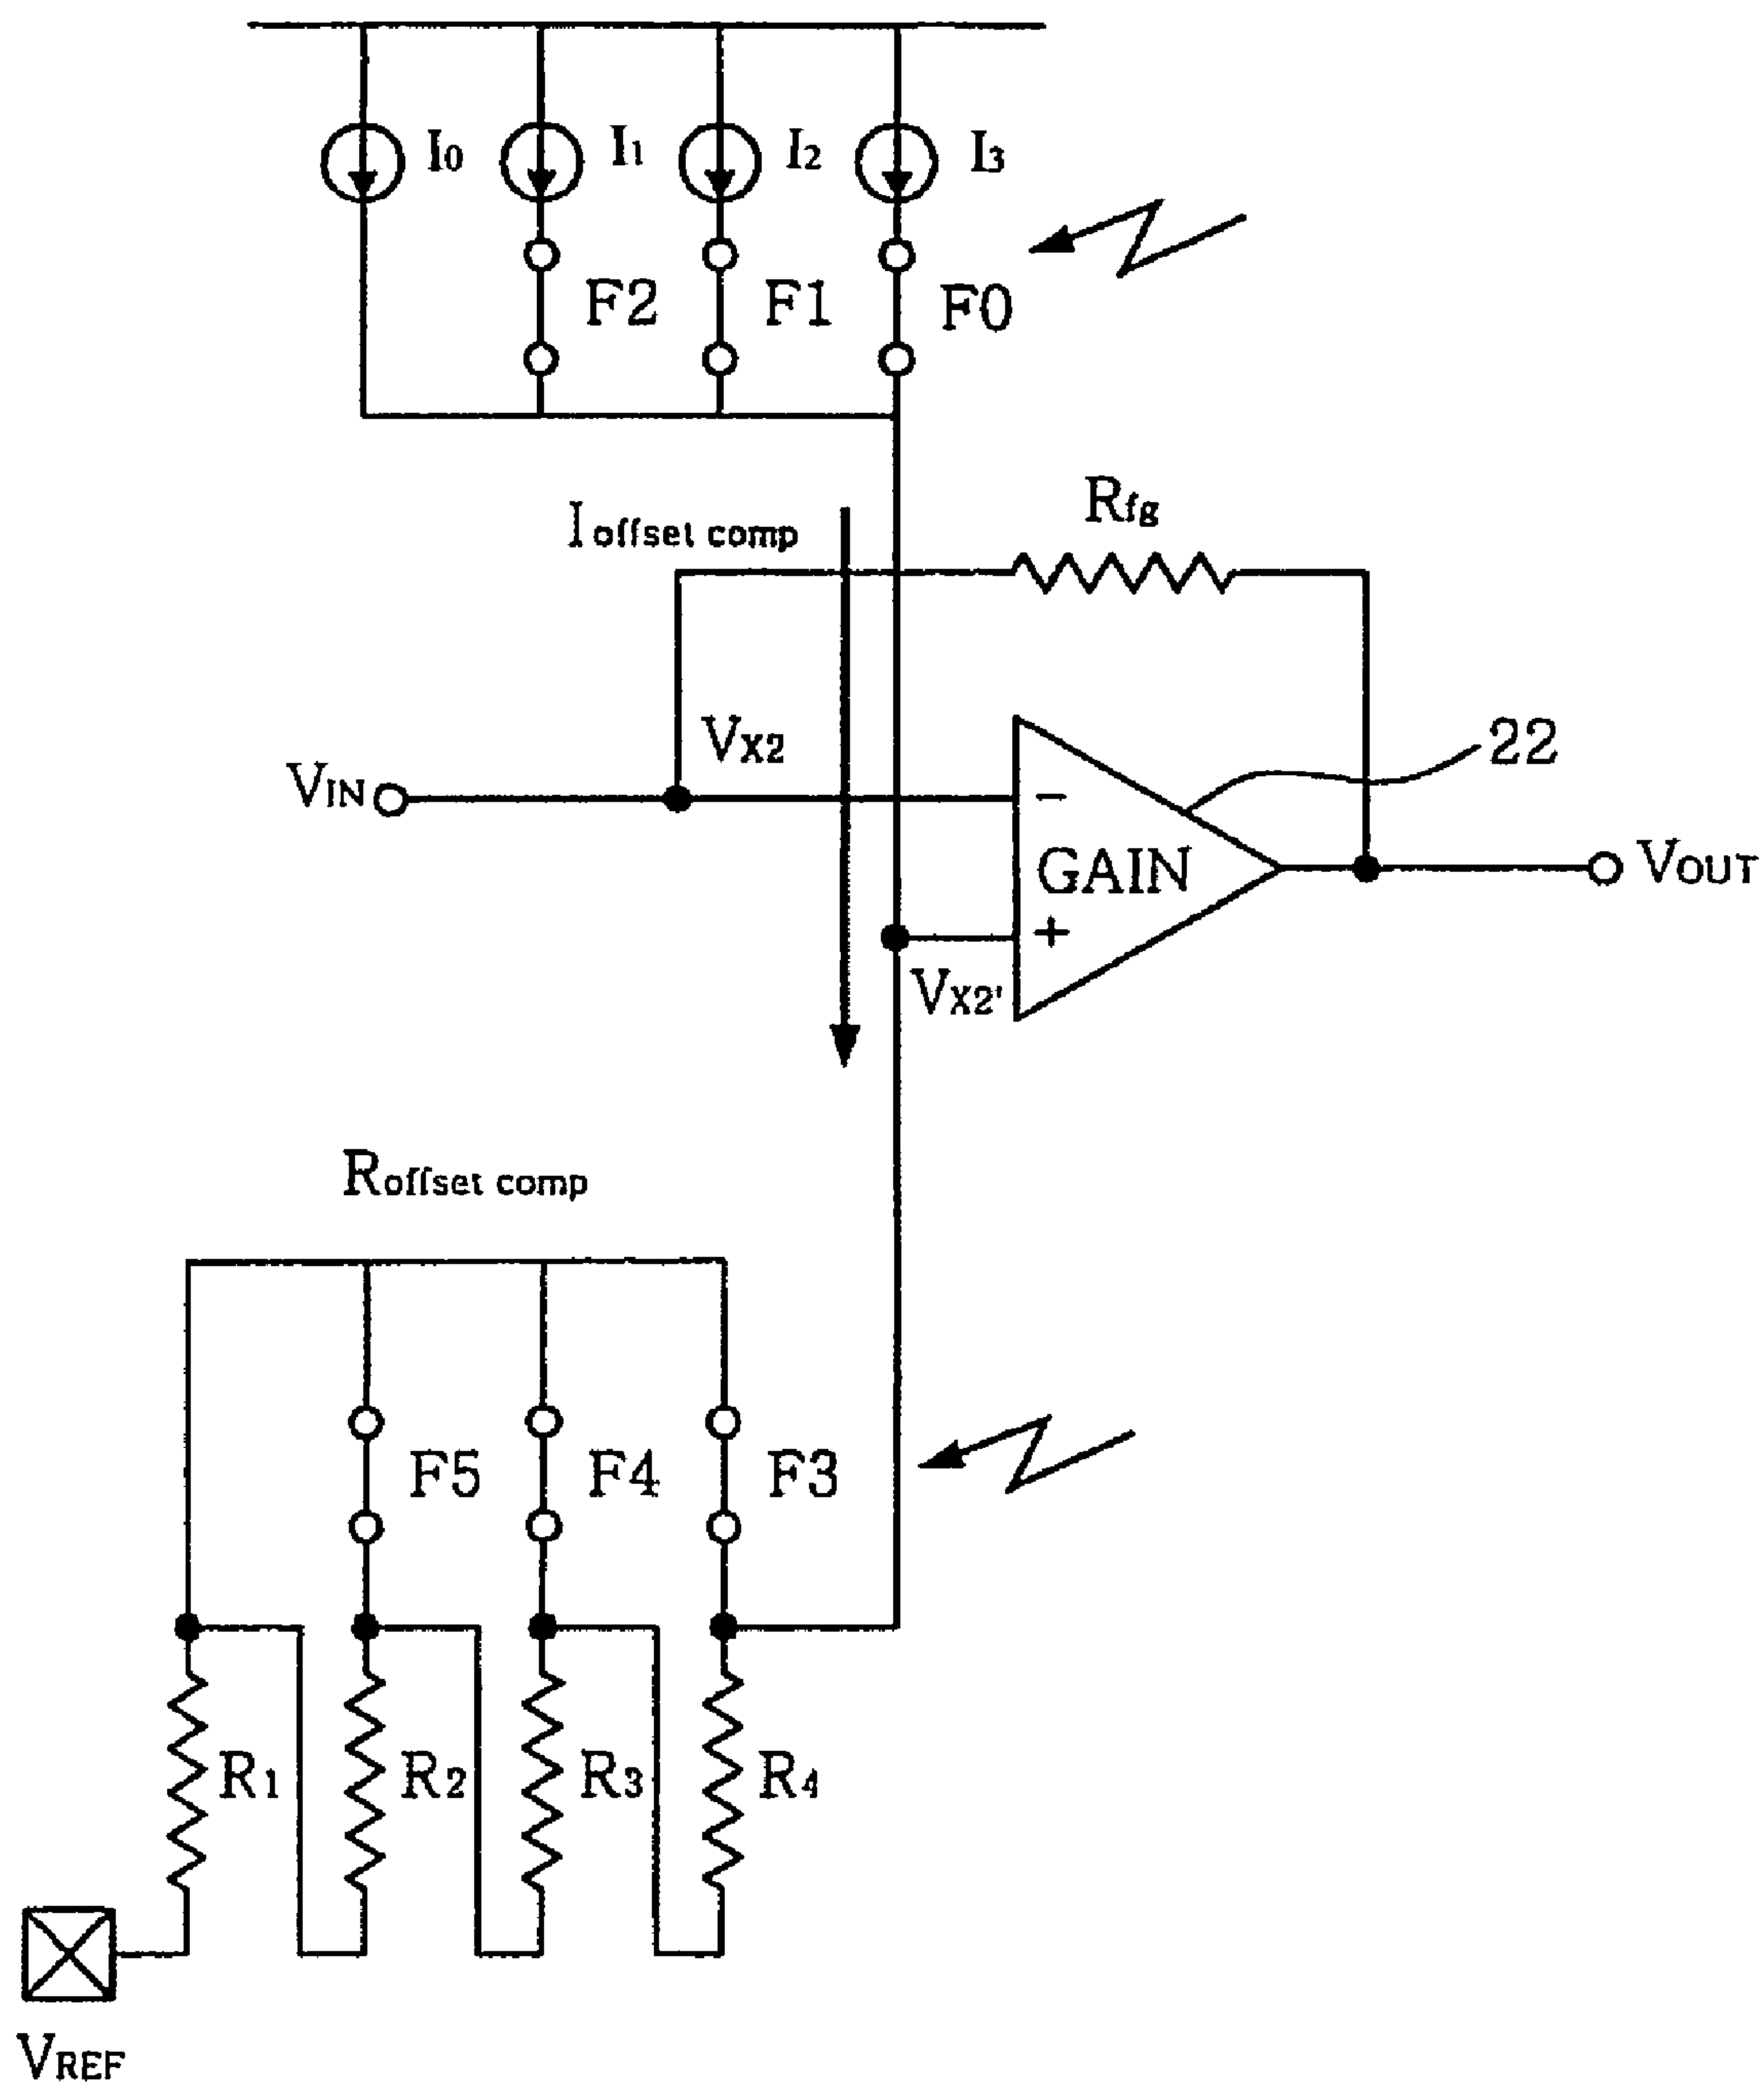 I0 I1 I2 I3
F2 F1 F0
I offset comp
Rfg
VX2
22
VIN
−
GAIN
VOUT
+
VX2'
Roffset comp
F5 F4 F3
R1 R2 R3 R4
VREF